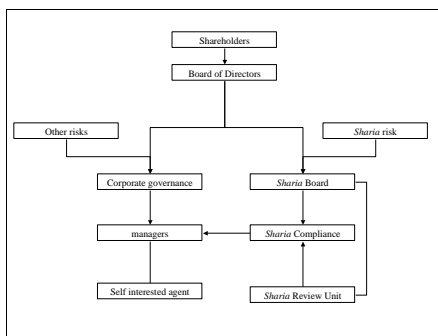 Shareholders
Board of Directors
Other risks
Sharia risk
Corporate governance
Sharia Board
managers
Sharia Compliance
Self interested agent
Sharia Review Unit